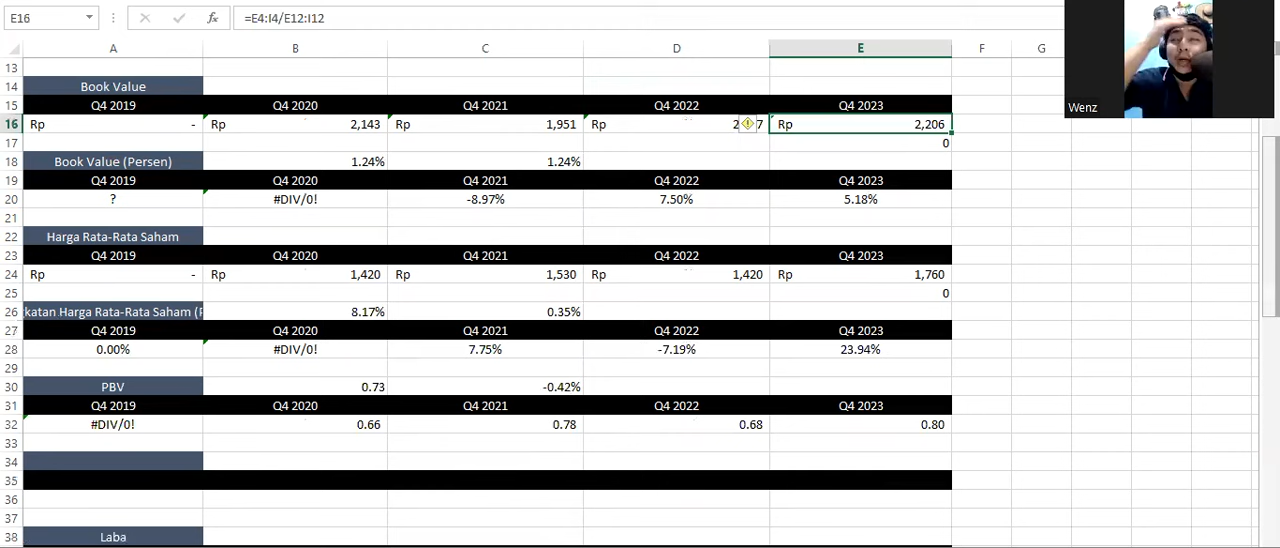 E16 fx =E4:I4/E12:I12
A B C D E F G
13
14 Book Value
15 Q4 2019 Q4 2020 Q4 2021 Q4 2022 Q4 2023
16 Rp - Rp 2,143 Rp 1,951 Rp 2 7 Rp 2,206
17 0
18 Book Value (Persen) 1.24% 1.24%
19 Q4 2019 Q4 2020 Q4 2021 Q4 2022 Q4 2023
20 ? #DIV/0! -8.97% 7.50% 5.18%
21
22 Harga Rata-Rata Saham
23 Q4 2019 Q4 2020 Q4 2021 Q4 2022 Q4 2023
24 Rp - Rp 1,420 Rp 1,530 Rp 1,420 Rp 1,760
25 0
26 katan Harga Rata-Rata Saham (P 8.17% 0.35%
27 Q4 2019 Q4 2020 Q4 2021 Q4 2022 Q4 2023
28 0.00% #DIV/0! 7.75% -7.19% 23.94%
29
30 PBV 0.73 -0.42%
31 Q4 2019 Q4 2020 Q4 2021 Q4 2022 Q4 2023
32 #DIV/0! 0.66 0.78 0.68 0.80
33
34
35
36
37
38 Laba
Wenz